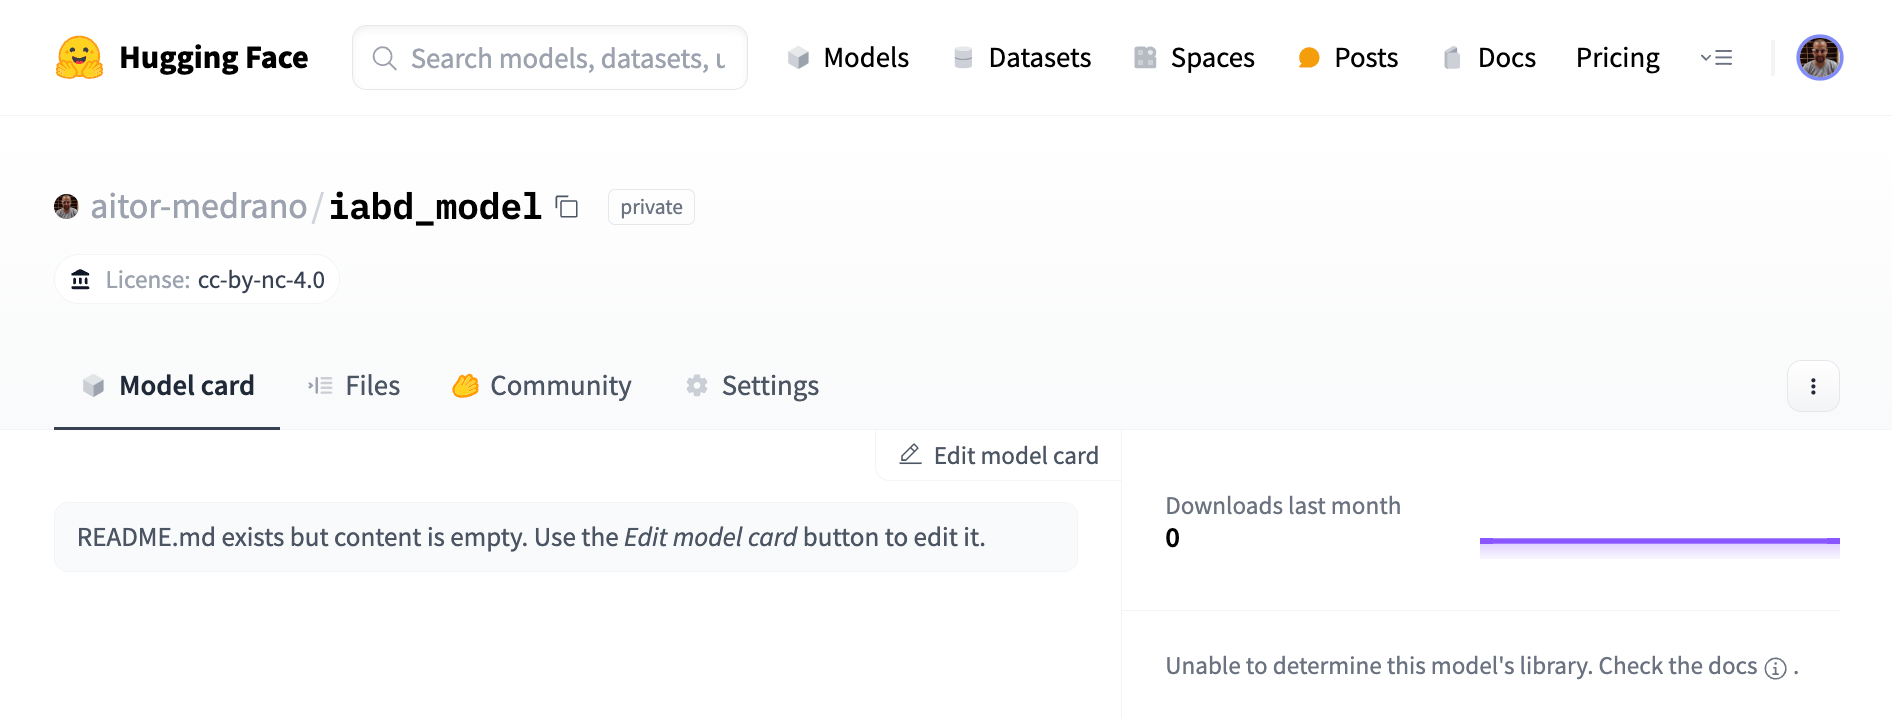 Hugging Face
Search models, datasets, u
Models
Datasets
Spaces
Posts
Docs
Pricing
aitor-medrano/iabd_model
private
License: cc-by-nc-4.0
Model card
Files
Community
Settings
Edit model card
README.md exists but content is empty. Use the Edit model card button to edit it.
Downloads last month
0
Unable to determine this model's library. Check the docs .